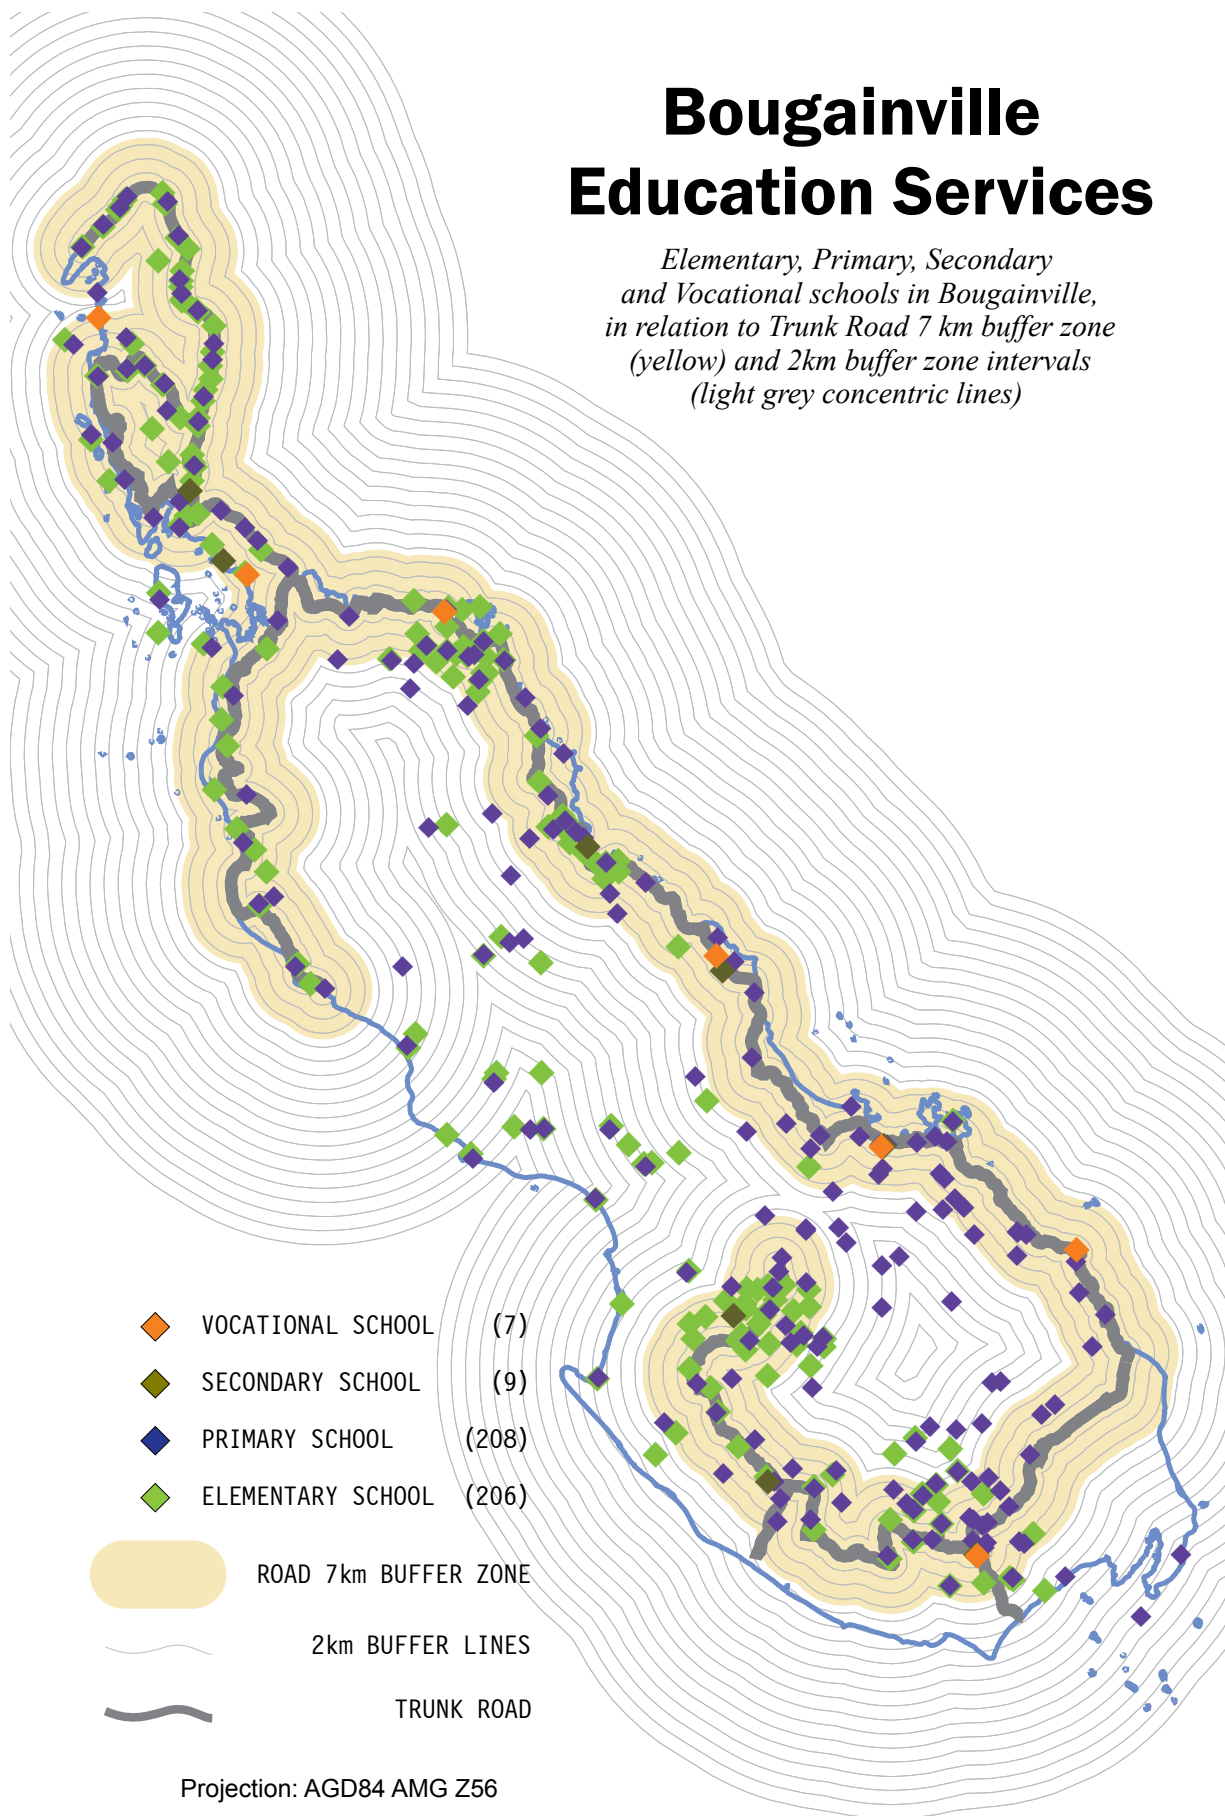 Bougainville
Education Services
Elementary, Primary, Secondary
and Vocational schools in Bougainville,
in relation to Trunk Road 7 km buffer zone
(yellow) and 2km buffer zone intervals
(light grey concentric lines)
VOCATIONAL SCHOOL (7)
SECONDARY SCHOOL (9)
PRIMARY SCHOOL (208)
ELEMENTARY SCHOOL (206)
ROAD 7km BUFFER ZONE
2km BUFFER LINES
TRUNK ROAD
Projection: AGD84 AMG Z56